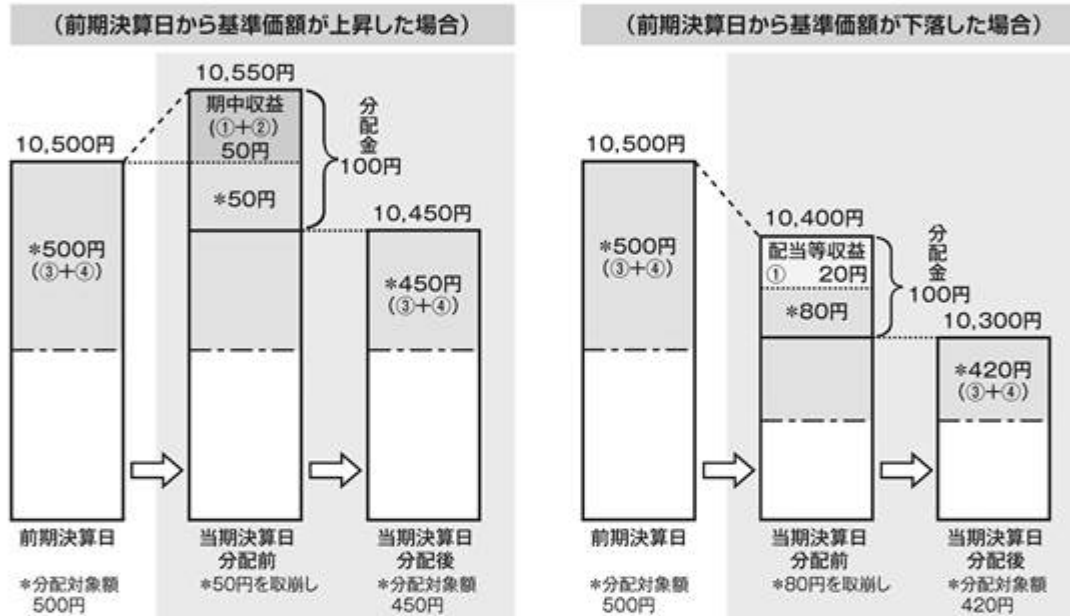 (前期決算日から基準価額が上昇した場合)
10,550円
期中収益
(①+②)
50円
*50円
分配金
100円
10,500円
*500円
(③+④)
10,450円
*450円
(③+④)
前期決算日
当期決算日
分配前
当期決算日
分配後
*分配対象額
500円
*50円を取崩し
*分配対象額
450円
(前期決算日から基準価額が下落した場合)
10,500円
*500円
(③+④)
10,400円
配当等収益
① 20円
*80円
分配金
100円
10,300円
*420円
(③+④)
前期決算日
当期決算日
分配前
当期決算日
分配後
*分配対象額
500円
*80円を取崩し
*分配対象額
420円